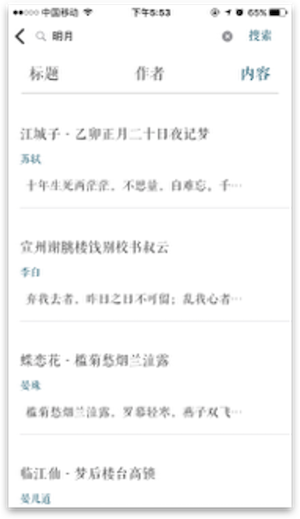 中国移动 下午5:53 65%
明月 搜索
标题 作者 内容
江城子·乙卯正月二十日夜记梦
苏轼
十年生死两茫茫，不思量，自难忘，千…
宣州谢朓楼饯别校书叔云
李白
弃我去者，昨日之日不可留；乱我心者…
蝶恋花·槛菊愁烟兰泣露
晏殊
槛菊愁烟兰泣露，罗幕轻寒，燕子双飞…
临江仙·梦后楼台高锁
晏几道